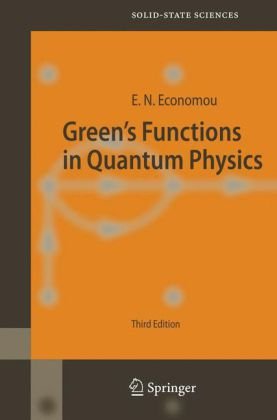 SOLID-STATE SCIENCES
E. N. Economou
Green's Functions
in Quantum Physics
Third Edition
Springer